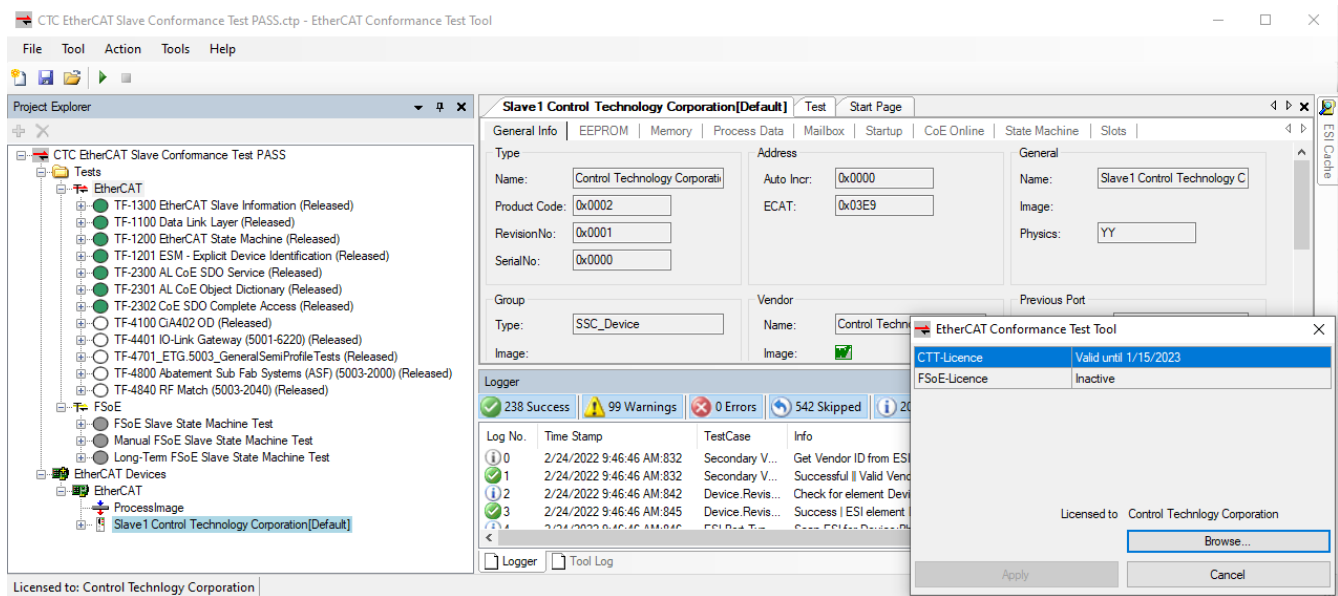 CTC EtherCAT Slave Conformance Test PASS.ctp - EtherCAT Conformance Test Tool
File Tool Action Tools Help
Project Explorer
CTC EtherCAT Slave Conformance Test PASS
Tests
EtherCAT
TF-1300 EtherCAT Slave Information (Released)
TF-1100 Data Link Layer (Released)
TF-1200 EtherCAT State Machine (Released)
TF-1201 ESM - Explicit Device Identification (Released)
TF-2300 AL CoE SDO Service (Released)
TF-2301 AL CoE Object Dictionary (Released)
TF-2302 CoE SDO Complete Access (Released)
TF-4100 CiA402 OD (Released)
TF-4401 IO-Link Gateway (5001-6220) (Released)
TF-4701_ETG.5003_GeneralSemiProfileTests (Released)
TF-4800 Abatement Sub Fab Systems (ASF) (5003-2000) (Released)
TF-4840 RF Match (5003-2040) (Released)
FSoE
FSoE Slave State Machine Test
Manual FSoE Slave State Machine Test
Long-Term FSoE Slave State Machine Test
EtherCAT Devices
EtherCAT
ProcessImage
Slave1 Control Technology Corporation[Default]
Licensed to: Control Technlogy Corporation
Slave1 Control Technology Corporation[Default] Test Start Page
General Info EEPROM Memory Process Data Mailbox Startup CoE Online State Machine Slots
Type Address General
Name: Control Technology Corporati Auto Incr: 0x0000 Name: Slave1 Control Technology C
Product Code: 0x0002 ECAT: 0x03E9 Image:
RevisionNo: 0x0001 Physics: YY
SerialNo: 0x0000
Group Vendor Previous Port
Type: SSC_Device Name: Control Techn
Image: Image:
ESI Cache
Logger
238 Success 99 Warnings 0 Errors 542 Skipped 20
Log No. Time Stamp TestCase Info
0 2/24/2022 9:46:46 AM:832 Secondary V... Get Vendor ID from ESI
1 2/24/2022 9:46:46 AM:832 Secondary V... Successful || Valid Vend
2 2/24/2022 9:46:46 AM:842 Device.Revis... Check for element Devi
3 2/24/2022 9:46:46 AM:845 Device.Revis... Success | ESI element
Logger Tool Log
EtherCAT Conformance Test Tool
CTT-Licence Valid until 1/15/2023
FSoE-Licence Inactive
Licensed to Control Technlogy Corporation
Browse...
Apply Cancel